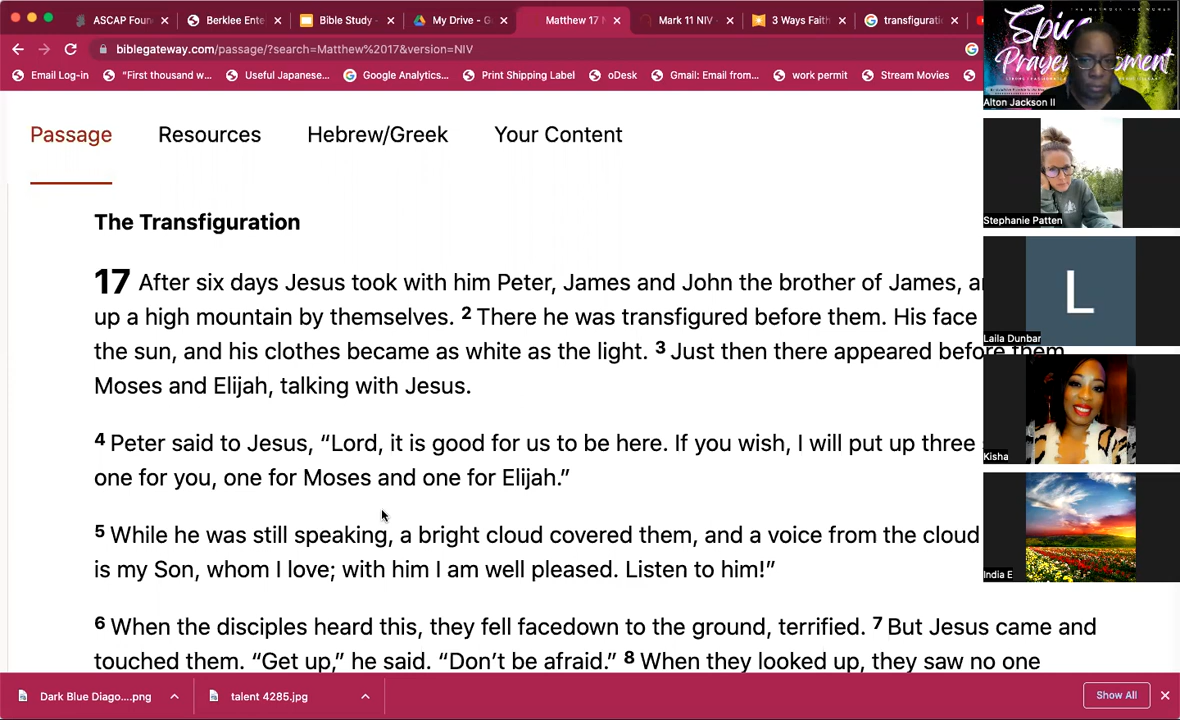 ASCAP Foun
Berklee Ente
Bible Study -
My Drive - G
Matthew 17 N
Mark 11 NIV -
3 Ways Faith
transfigurati
biblegateway.com/passage/?search=Matthew%2017&version=NIV
Email Log-in
"First thousand w...
Useful Japanese...
Google Analytics...
Print Shipping Label
oDesk
Gmail: Email from...
work permit
Stream Movies
Passage
Resources
Hebrew/Greek
Your Content
The Transfiguration
17 After six days Jesus took with him Peter, James and John the brother of James, a
up a high mountain by themselves. 2 There he was transfigured before them. His face
the sun, and his clothes became as white as the light. 3 Just then there appeared before them
Moses and Elijah, talking with Jesus.
4 Peter said to Jesus, “Lord, it is good for us to be here. If you wish, I will put up three
one for you, one for Moses and one for Elijah.”
5 While he was still speaking, a bright cloud covered them, and a voice from the cloud
is my Son, whom I love; with him I am well pleased. Listen to him!”
6 When the disciples heard this, they fell facedown to the ground, terrified. 7 But Jesus came and
touched them. “Get up,” he said. “Don’t be afraid.” 8 When they looked up, they saw no one
Epic
Prayer
Alton Jackson II
Stephanie Patten
L
Laila Dunbar
Kisha
India E
Dark Blue Diago....png
talent 4285.jpg
Show All